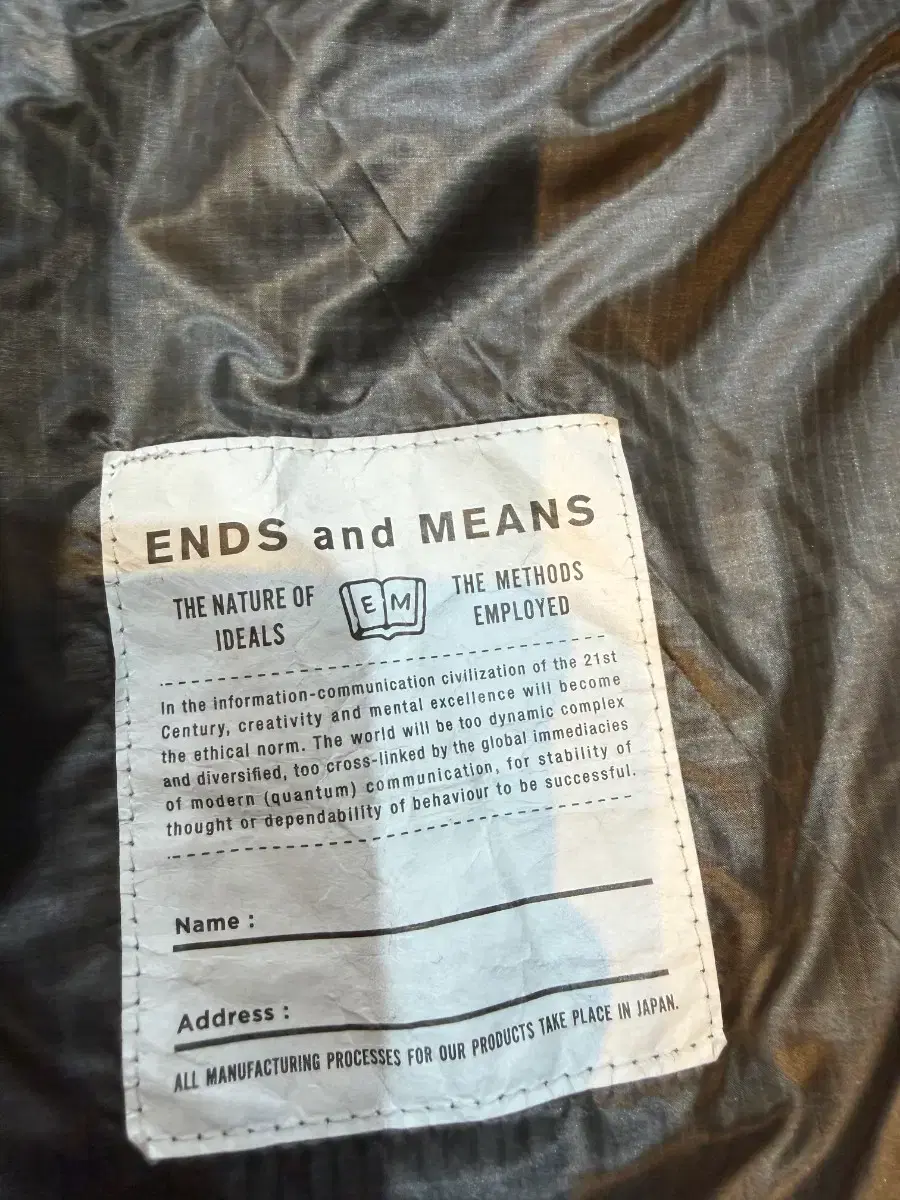 ENDS and MEANS
THE NATURE OF
IDEALS
E M
THE METHODS
EMPLOYED
In the information-communication civilization of the 21st
Century, creativity and mental excellence will become
the ethical norm. The world will be too dynamic complex
and diversified, too cross-linked by the global immediacies
of modern (quantum) communication, for stability of
thought or dependability of behaviour to be successful.
Name :
Address :
ALL MANUFACTURING PROCESSES FOR OUR PRODUCTS TAKE PLACE IN JAPAN.